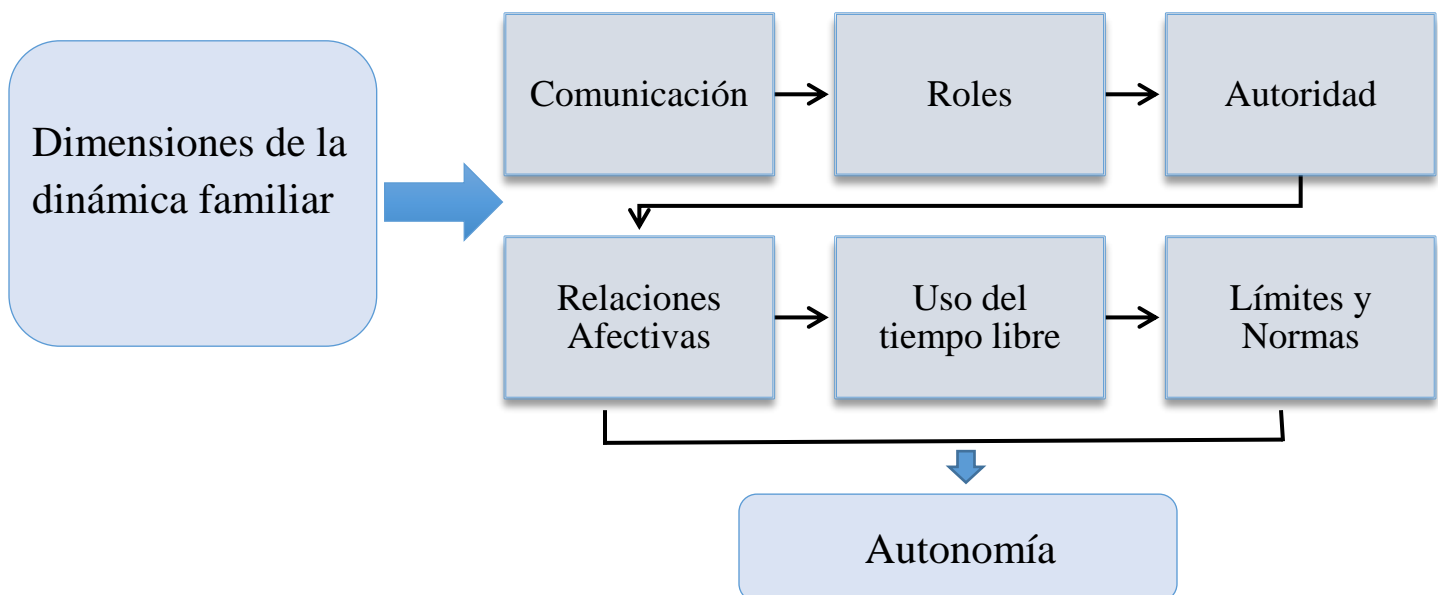 Dimensiones de la
dinámica familiar
Comunicación
Roles
Autoridad
Relaciones
Afectivas
Uso del
tiempo libre
Límites y
Normas
Autonomía